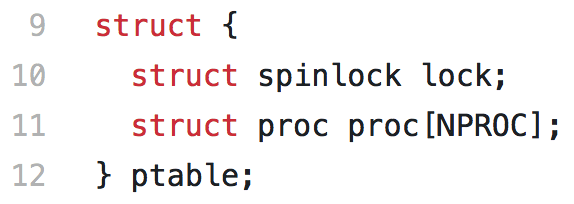 9 struct {
10 struct spinlock lock;
11 struct proc proc[NPROC];
12 } ptable;